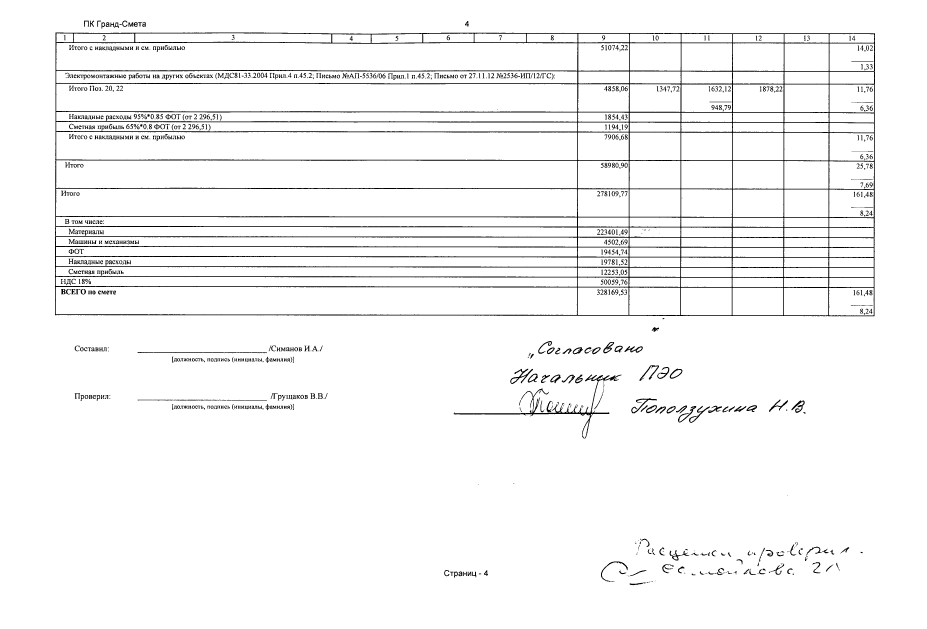 ПК Гранд-Смета 4
1 2 3 4 5 6 7 8 9 10 11 12 13 14
Итого с накладными и см. прибылью 51074,22 14,02
1,33
Электромонтажные работы на других объектах (МДС81-33.2004 Прил.4 п.45.2; Письмо №АП-5536/06 Прил.1 п.45.2; Письмо от 27.11.12 №2536-ИП/12/ГС):
Итого Поз. 20, 22 4858,06 1347,72 1632,12 1878,22 11,76
948,79 6,36
Накладные расходы 95%*0.85 ФОТ (от 2 296,51) 1854,43
Сметная прибыль 65%*0.8 ФОТ (от 2 296,51) 1194,19
Итого с накладными и см. прибылью 7906,68 11,76
6,36
Итого 58980,90 25,78
7,69
Итого 278109,77 161,48
8,24
В том числе:
Материалы 223401,49
Машины и механизмы 4502,69
ФОТ 19454,74
Накладные расходы 19781,52
Сметная прибыль 12253,05
НДС 18% 50059,76
ВСЕГО по смете 328169,53 161,48
8,24
Составил: /Симанов И.А./
[должность, подпись (инициалы, фамилия)]
Проверил: /Грушаков В.В./
[должность, подпись (инициалы, фамилия)]
„Согласовано
Начальник ПЭО
Н.В.
Расценки проверил.
Страниц - 4